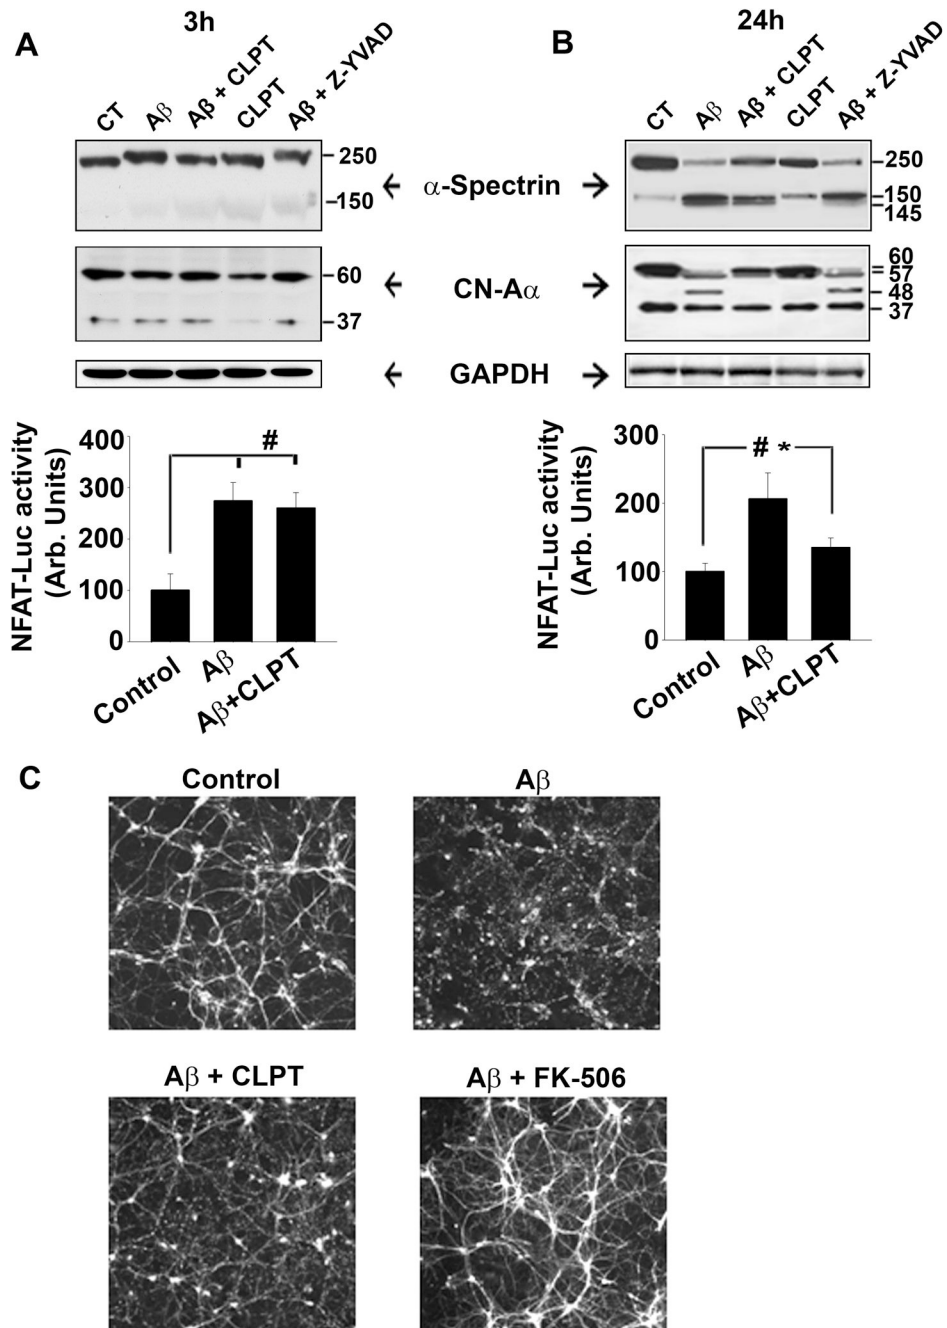 A
3h
CT
Aβ
Aβ + CLPT
CLPT
Aβ + Z-YVAD
250
150
60
37
α-Spectrin
CN-Aα
GAPDH
B
24h
CT
Aβ
Aβ + CLPT
CLPT
Aβ + Z-YVAD
250
150
145
60
57
48
37
NFAT-Luc activity
(Arb. Units)
400
300
200
100
0
#
Control
Aβ
Aβ+CLPT
NFAT-Luc activity
(Arb. Units)
300
200
100
0
# *
Control
Aβ
Aβ+CLPT
C
Control
Aβ
Aβ + CLPT
Aβ + FK-506